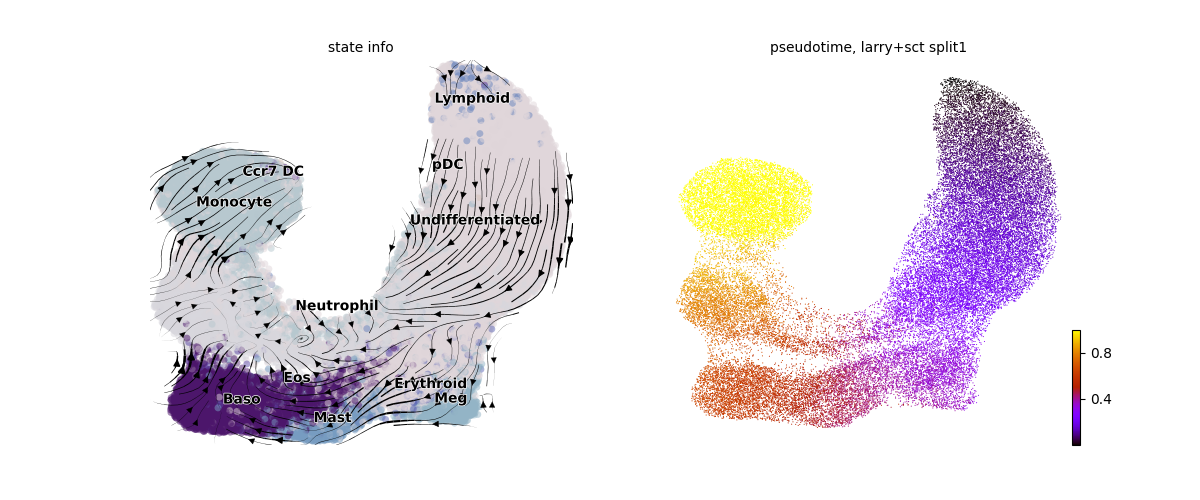 state info
Lymphoid
pDC
Ccr7 DC
Monocyte
Undifferentiated
Neutrophil
Eos
Erythroid
Baso
Meg
Mast
pseudotime, larry+sct split1
0.8
0.4